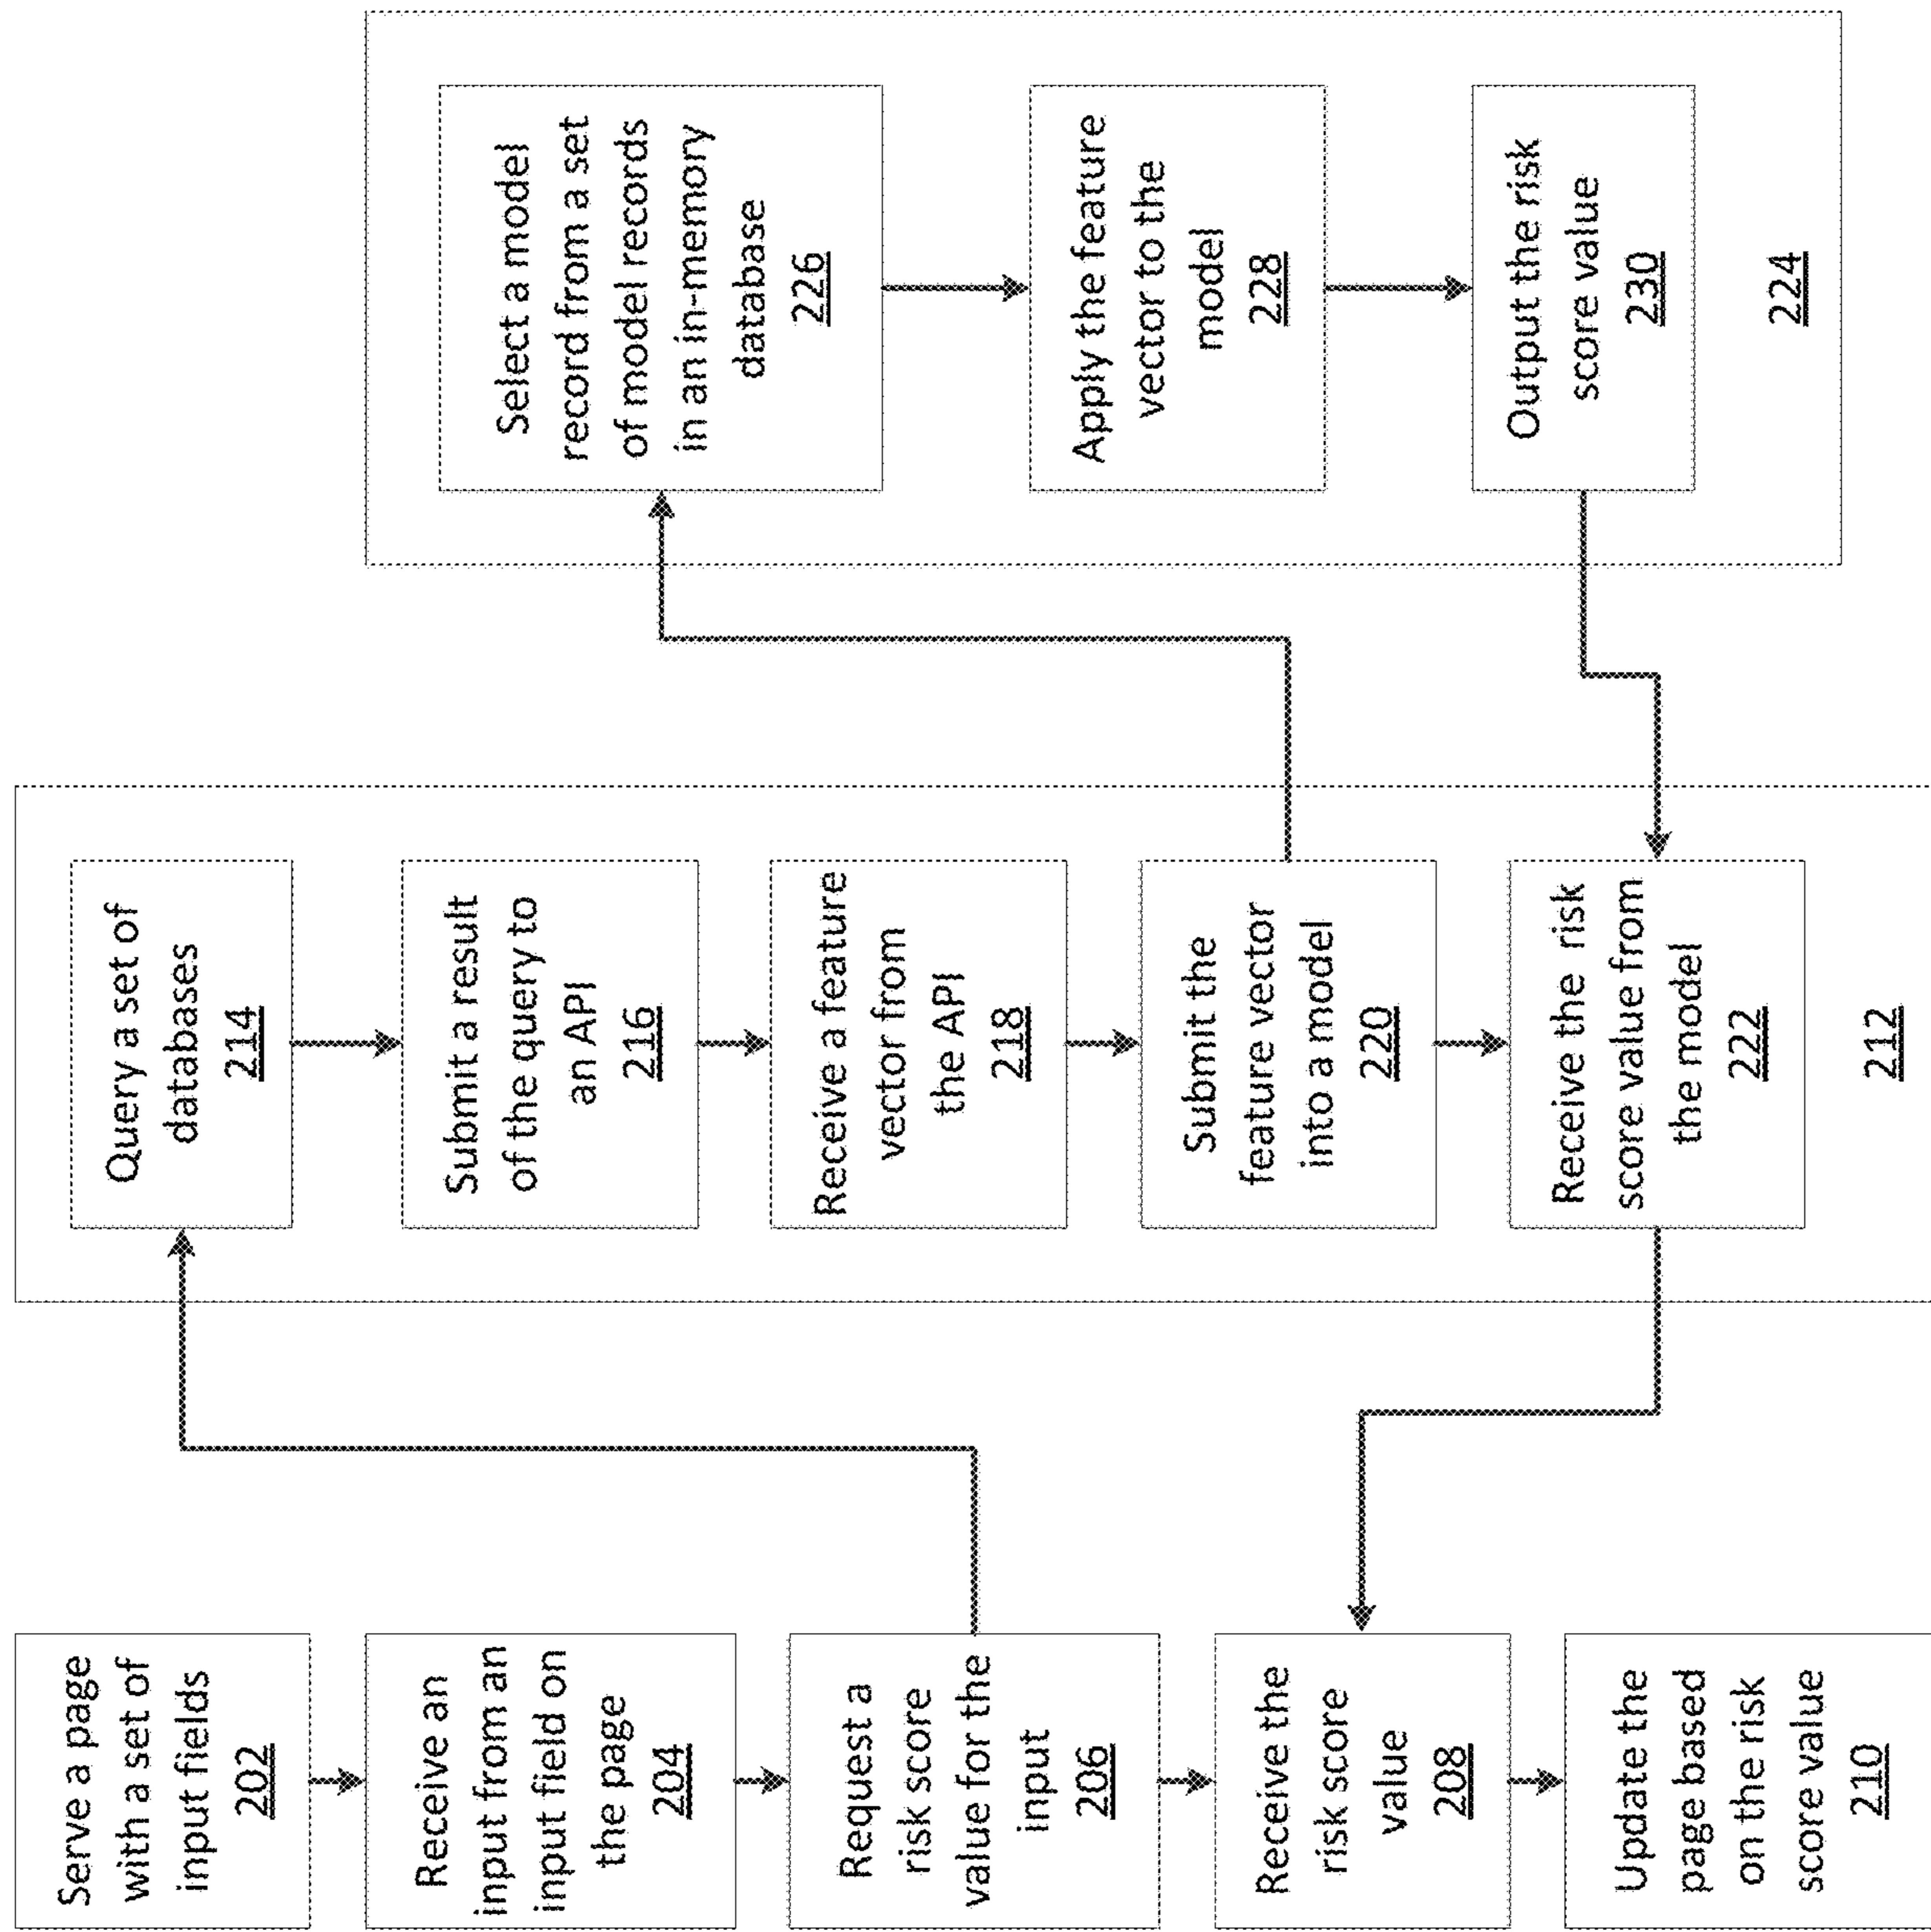 Serve a page
with a set of
input fields
202
Receive an
input from an
input field on
the page
204
Request a
risk score
value for the
input
206
Receive the
risk score
value
208
Update the
page based
on the risk
score value
210
Query a set of
databases
214
Submit a result
of the query to
an API
216
Receive a feature
vector from
the API
218
Submit the
feature vector
into a model
220
Receive the risk
score value from
the model
222
212
Select a model
record from a set
of model records
in an in-memory
database
226
Apply the feature
vector to the
model
228
Output the risk
score value
230
224